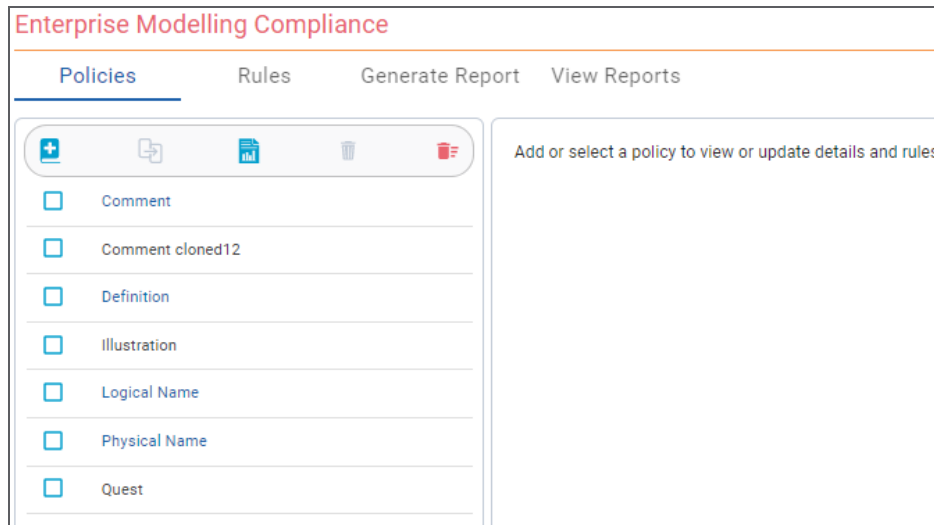 Enterprise Modelling Compliance
Policies Rules Generate Report View Reports
Add or select a policy to view or update details and rules
Comment
Comment cloned12
Definition
Illustration
Logical Name
Physical Name
Quest